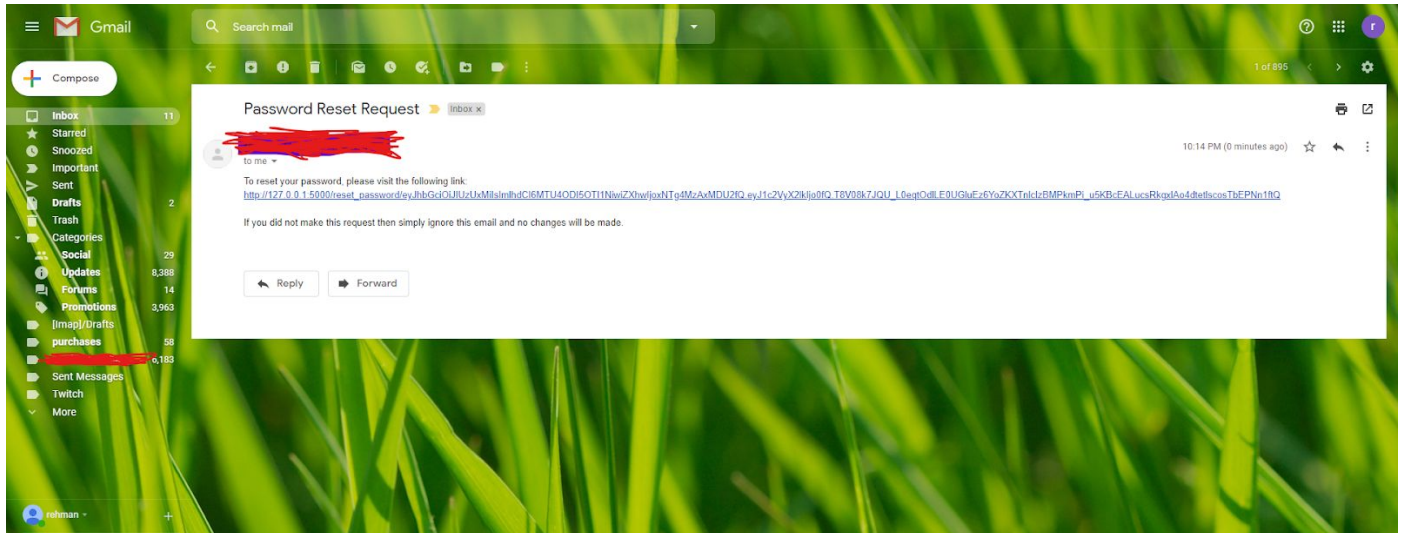 Gmail
Search mail
r
Compose
1 of 895
Inbox 11
Starred
Snoozed
Important
Sent
Drafts 2
Trash
Categories
Social 29
Updates 8,388
Forums 14
Promotions 3,963
[Imap]/Drafts
purchases 58
6,183
Sent Messages
Twitch
More
rehman
Password Reset Request Inbox x
10:14 PM (0 minutes ago)
to me
To reset your password, please visit the following link:
If you did not make this request then simply ignore this email and no changes will be made.
Reply Forward